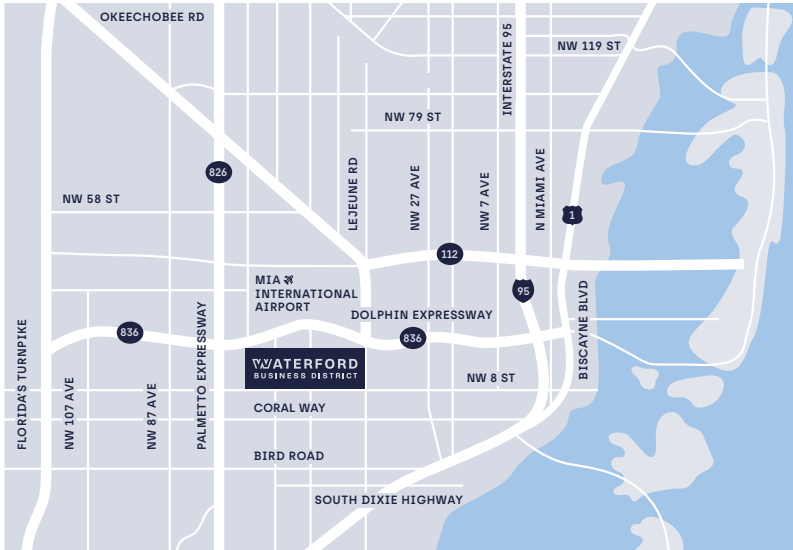 OKEECHOBEE RD
INTERSTATE 95
NW 119 ST
NW 79 ST
826
LEJEUNE RD
NW 27 AVE
NW 7 AVE
N MIAMI AVE
NW 58 ST
1
112
MIA
INTERNATIONAL
AIRPORT
95
DOLPHIN EXPRESSWAY
836
836
BISCAYNE BLVD
FLORIDA'S TURNPIKE
PALMETTO EXPRESSWAY
WATERFORD
BUSINESS DISTRICT
NW 8 ST
NW 107 AVE
NW 87 AVE
CORAL WAY
BIRD ROAD
SOUTH DIXIE HIGHWAY